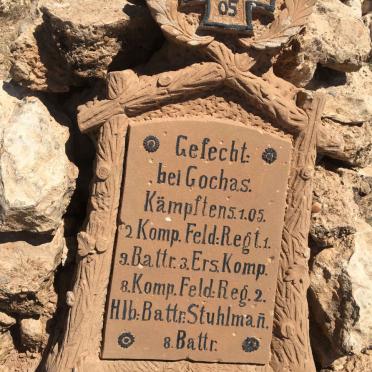 05
Gefecht:
bei Gochas.
Kämpftens.1.05.
2 Komp. Feld: Regt. 1.
9. Battr. 3. Ers. Komp.
8. Komp. Feld: Reg. 2.
Hlb: Battr. Stuhlmañ.
8. Battr.